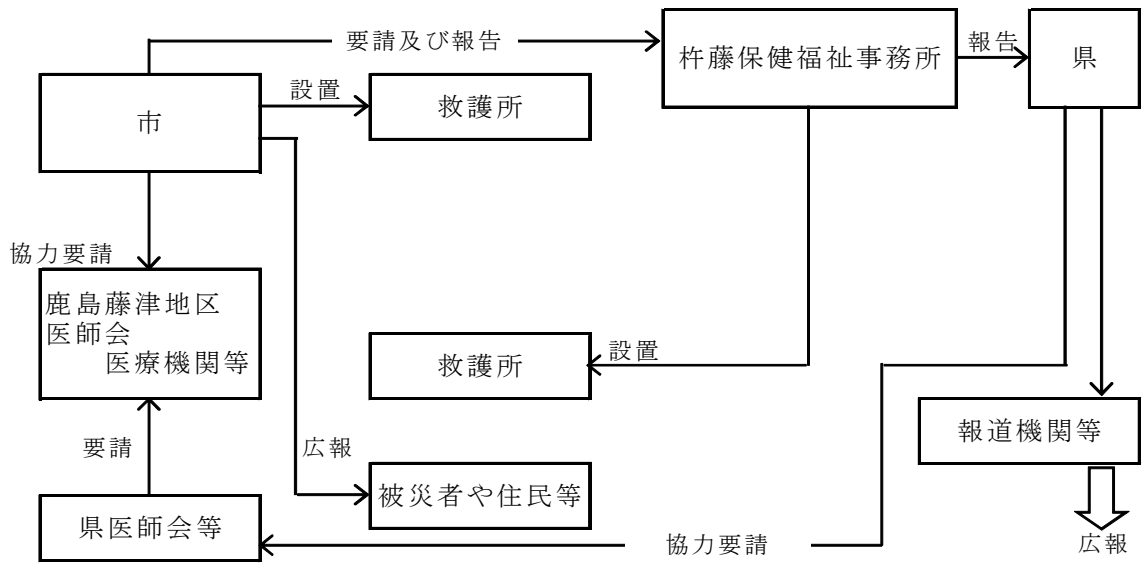 要請及び報告
杵藤保健福祉事務所
報告
県
市
設置
救護所
協力要請
鹿島藤津地区
医師会
医療機関等
救護所
設置
報道機関等
要請
広報
被災者や住民等
県医師会等
協力要請
広報